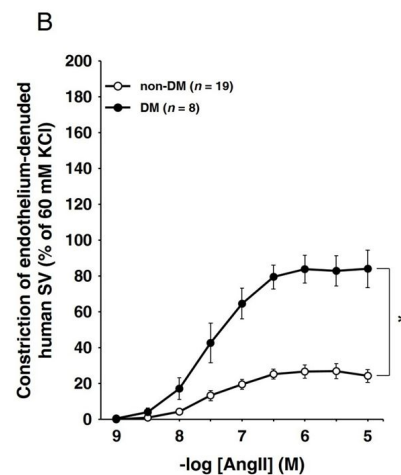 B
Constriction of endothelium-denuded
human SV (% of 60 mM KCl)
200
180
160
140
120
100
80
60
40
20
0
non-DM (n = 19)
DM (n = 8)
9
8
7
6
5
-log [AngII] (M)